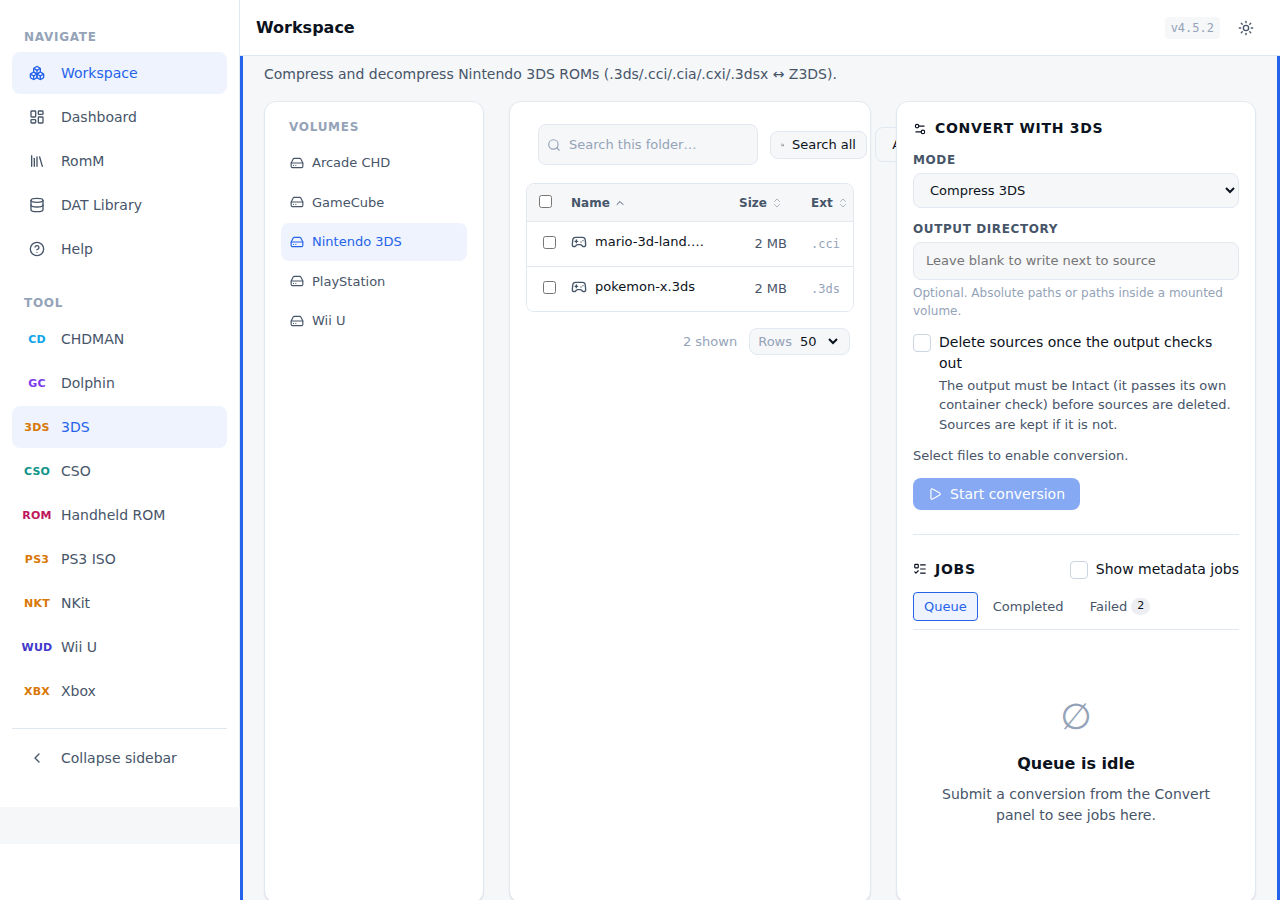 NAVIGATE
Workspace
Dashboard
RomM
DAT Library
Help
TOOL
CD CHDMAN
GC Dolphin
3DS 3DS
CSO CSO
ROM Handheld ROM
PS3 PS3 ISO
NKT NKit
WUD Wii U
XBX Xbox
Collapse sidebar
Workspace
v4.5.2
Compress and decompress Nintendo 3DS ROMs (.3ds/.cci/.cia/.cxi/.3dsx ↔ Z3DS).
VOLUMES
Arcade CHD
GameCube
Nintendo 3DS
PlayStation
Wii U
Search this folder…
Search all
Name Size Ext
mario-3d-land.… 2 MB .cci
pokemon-x.3ds 2 MB .3ds
2 shown Rows 50
CONVERT WITH 3DS
MODE
Compress 3DS
OUTPUT DIRECTORY
Leave blank to write next to source
Optional. Absolute paths or paths inside a mounted
volume.
Delete sources once the output checks
out
The output must be Intact (it passes its own
container check) before sources are deleted.
Sources are kept if it is not.
Select files to enable conversion.
Start conversion
JOBS
Show metadata jobs
Queue Completed Failed 2
Queue is idle
Submit a conversion from the Convert
panel to see jobs here.